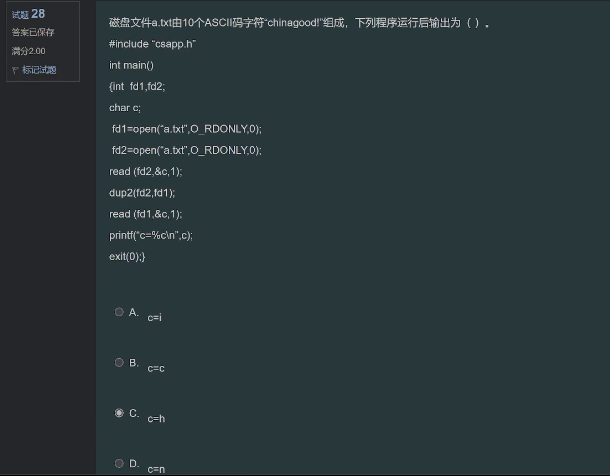 试题 28
答案已保存
满分2.00
标记试题
磁盘文件a.txt由10个ASCII码字符“chinagood!”组成，下列程序运行后输出为（ ）。
#include “csapp.h”
int main()
{int  fd1,fd2;
char c;
fd1=open(“a.txt”,O_RDONLY,0);
fd2=open(“a.txt”,O_RDONLY,0);
read (fd2,&c,1);
dup2(fd2,fd1);
read (fd1,&c,1);
printf(“c=%c\n”,c);
exit(0);}
A. c=i
B. c=c
C. c=h
D. c=n